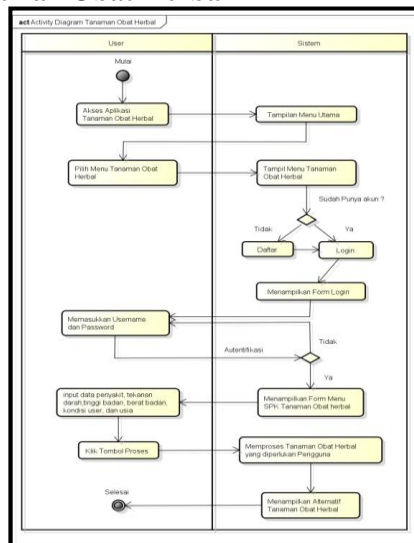 act Activity Diagram Tanaman Obat Herbal
User
Sistem
Mulai
Akses Aplikasi
Tanaman Obat Herbal
Tampilan Menu Utama
Pilih Menu Tanaman Obat
Herbal
Tampil Menu Tanaman
Obat Herbal
Sudah Punya akun ?
Tidak
Ya
Daftar
Login
Menampilkan Form Login
Memasukkan Username
dan Password
Autentifikasi
Tidak
Ya
input data penyakit, tekanan
darah,tinggi badan, berat badan,
kondisi user, dan usia
Menampilkan Form Menu
SPK Tanaman Obat herbal
Klik Tombol Proses
Memproses Tanaman Obat Herbal
yang diperlukan Pengguna
Selesai
Menampilkan Alternatif
Tanaman Obat Herbal